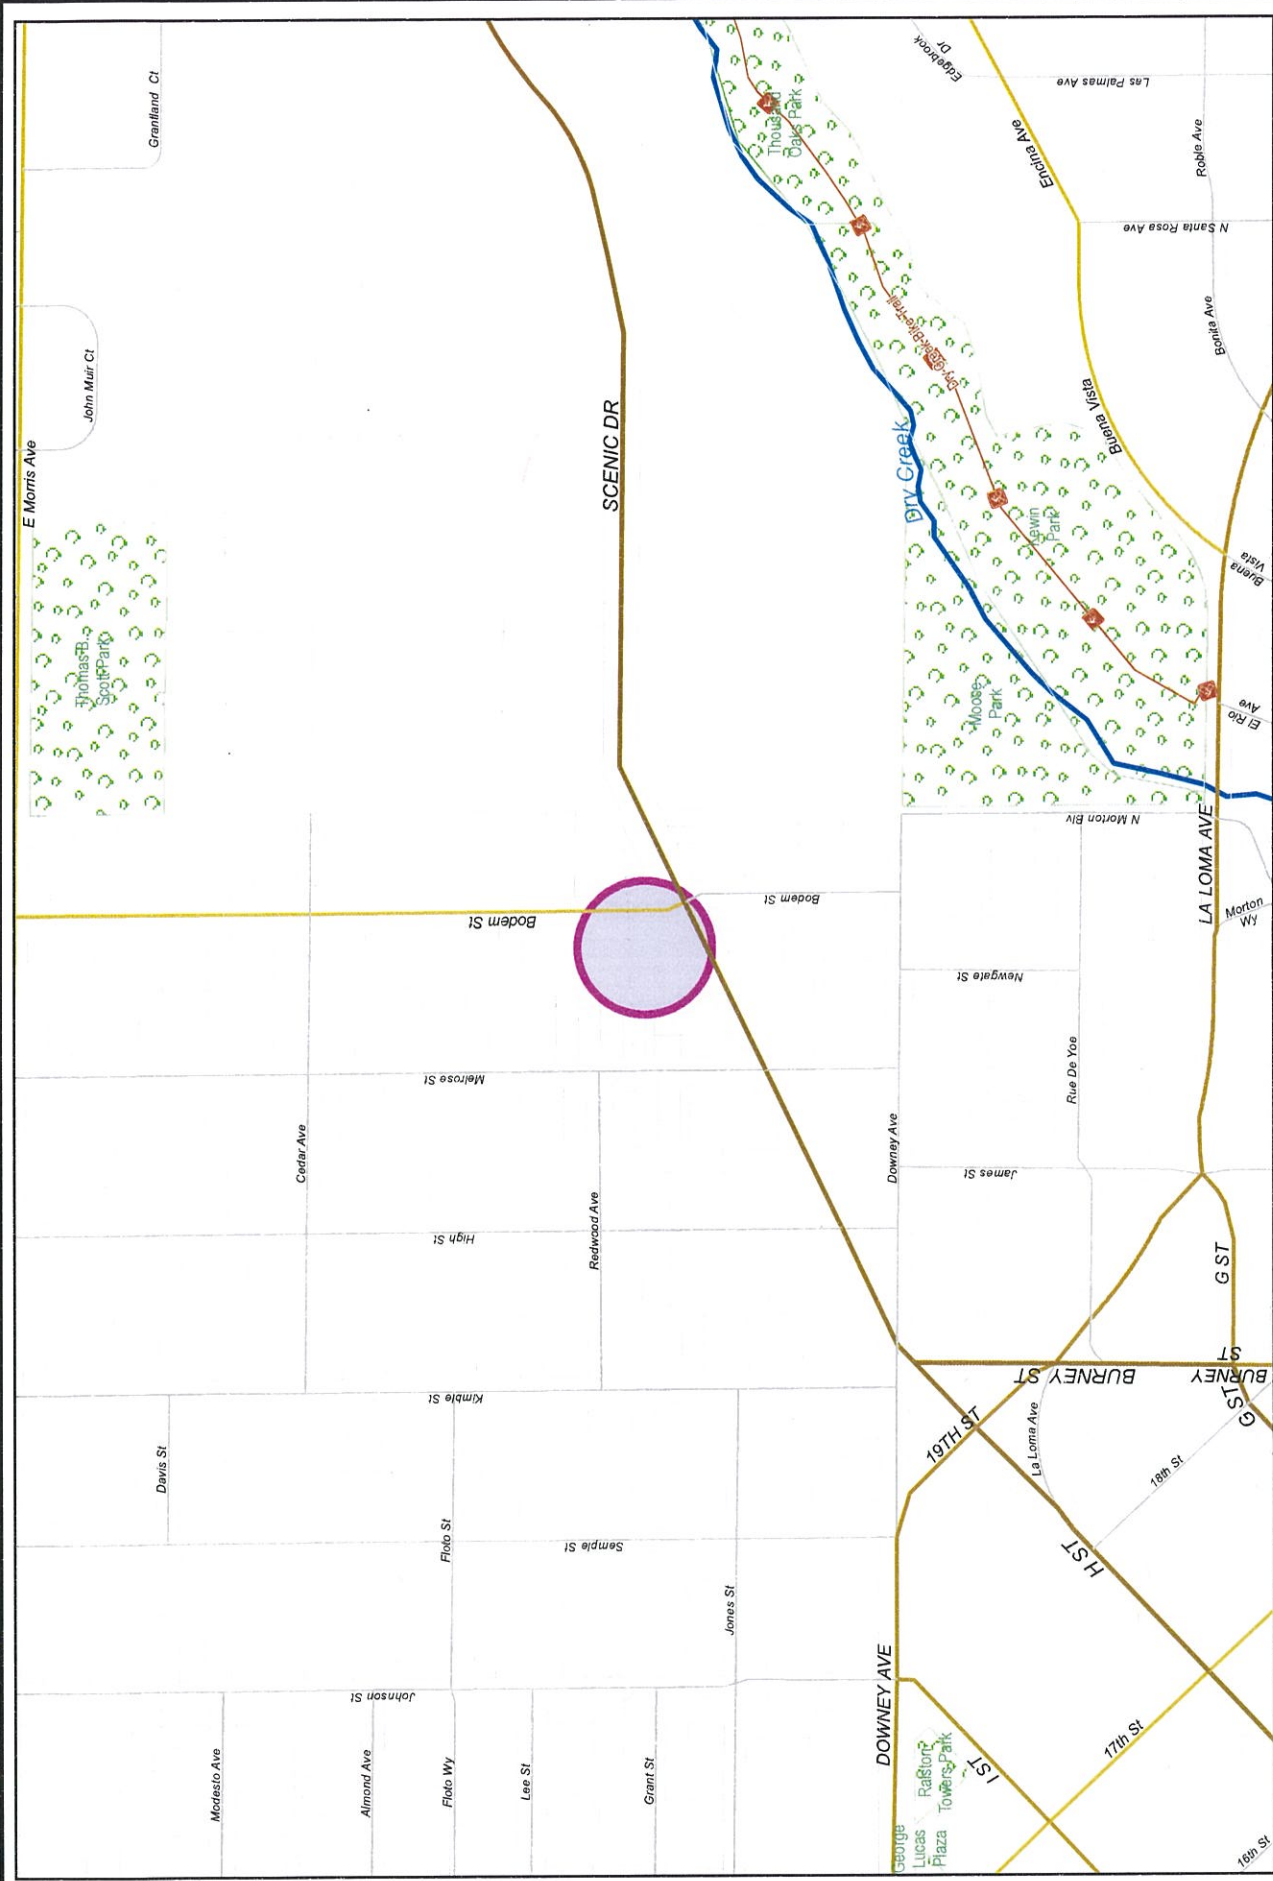 Grantland Ct
John Muir Ct
E Morris Ave
Thomas B.
Scott Park
SCENIC DR
Thousand
Oaks Park
Edgebrook
Dr
Las Palmas Ave
Encina Ave
Roble Ave
N Santa Rosa Ave
Bonita Ave
Dry-Creek-Bike-Trail
Dry Creek
Buena Vista
Kewin
Park
Buena
Vista
Moose
Park
El Rio
Ave
N Morton Blv
LA LOMA AVE
Morton
Wy
Bodem St
Bodem St
Newgate St
Rue De Yoe
Melrose St
Cedar Ave
Redwood Ave
Downey Ave
James St
High St
G ST
BURNEY ST
BURNEY
ST
G ST
Kimble St
19TH ST
La Loma Ave
18th St
Davis St
Floto St
Semple St
H ST
Jones St
Johnson St
DOWNEY AVE
17th St
I ST
Modesto Ave
Almond Ave
Floto Wy
Lee St
Grant St
Ralston
Towers Park
George
Lucas
Plaza
16th St